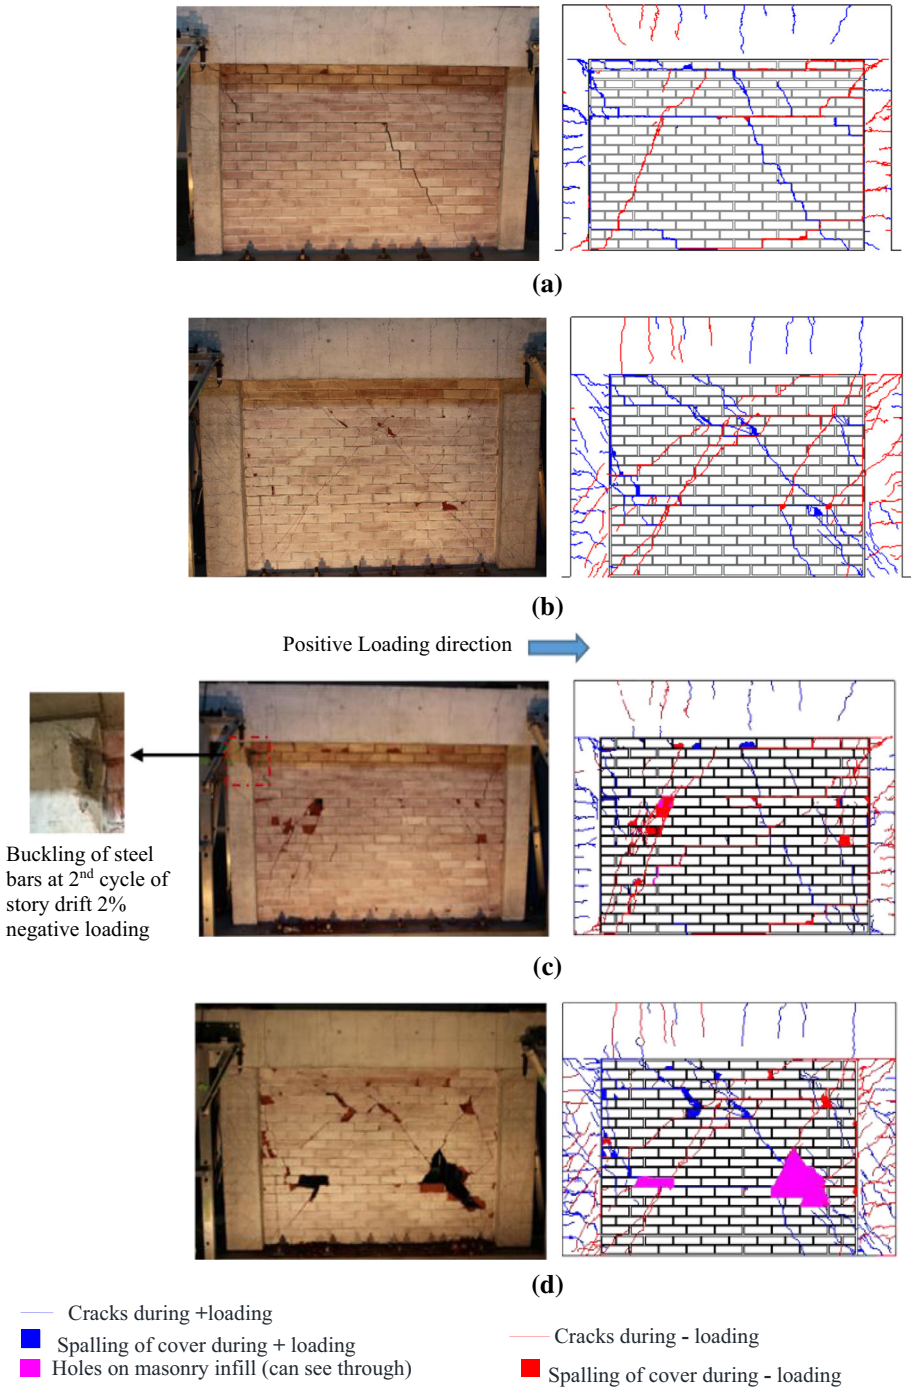 (a)
(b)
Positive Loading direction
Buckling of steel
bars at 2nd cycle of
story drift 2%
negative loading
(c)
(d)
Cracks during +loading
Spalling of cover during + loading
Holes on masonry infill (can see through)
Cracks during - loading
Spalling of cover during - loading